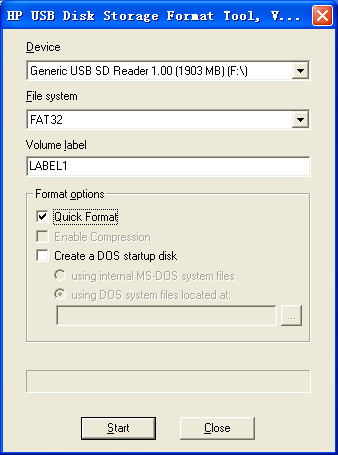 HP USB Disk Storage Format Tool, V...
Device
Generic USB SD Reader 1.00 (1903 MB) (F:\)
File system
FAT32
Volume label
LABEL1
Format options
Quick Format
Enable Compression
Create a DOS startup disk
using internal MS-DOS system files
using DOS system files located at:
...
Start Close